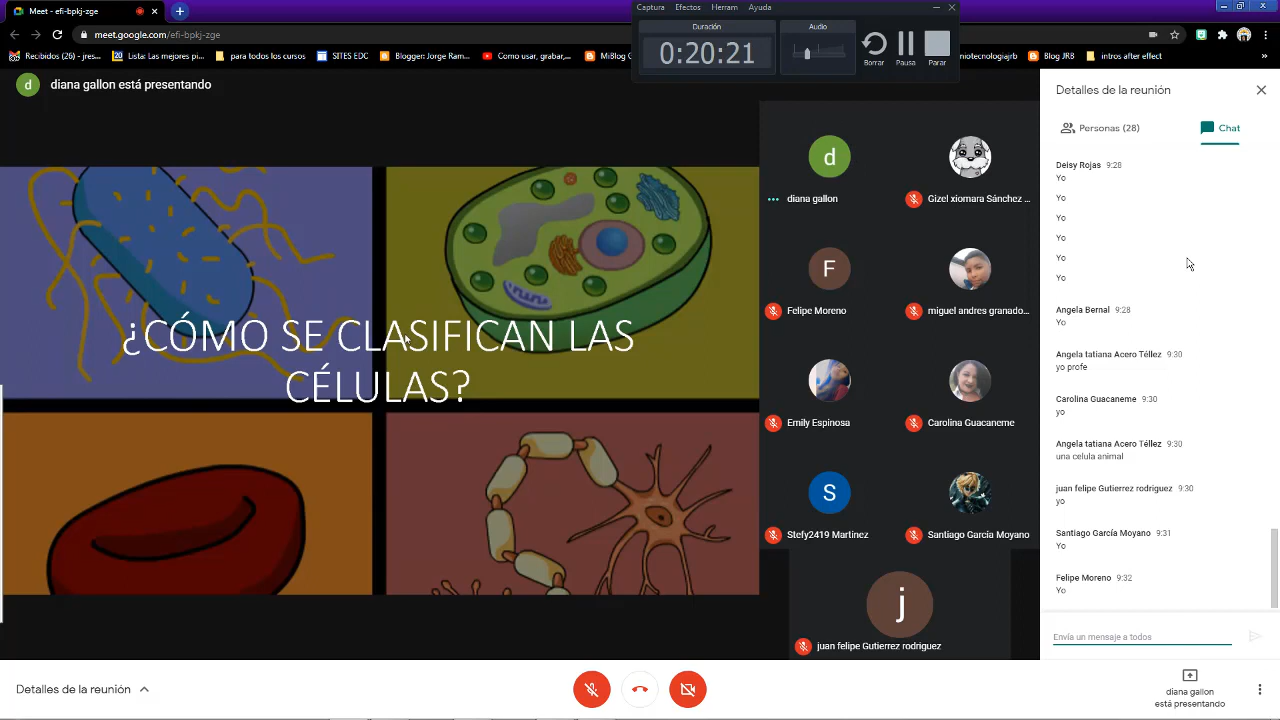 Meet - efi-bpkj-zge
Captura Efectos Herram Ayuda
Duración
Audio
0:20:21
Borrar Pausa Parar
meet.google.com/efi-bpkj-zge
Recibidos (26) - jro...
Lista: Las mejores pi...
para todos los cursos
SITES EDC
Blogger: Jorge Ram...
Como usar, grabar,...
MiBlog
niotecnologiajrb
Blog JRB
intros after effect
d diana gallon está presentando
¿CÓMO SE CLASIFICAN LAS
CÉLULAS?
d
diana gallon
Gizel xiomara Sánchez ...
F
Felipe Moreno
miguel andres granado...
Emily Espinosa
Carolina Guacaneme
S
Stefy2419 Martinez
Santiago García Moyano
j
juan felipe Gutierrez rodriguez
Detalles de la reunión
Personas (28)
Chat
Deisy Rojas 9:28
Yo
Yo
Yo
Yo
Yo
Yo
Angela Bernal 9:28
Yo
Angela tatiana Acero Téllez 9:30
yo profe
Carolina Guacaneme 9:30
yo
Angela tatiana Acero Téllez 9:30
una celula animal
juan felipe Gutierrez rodriguez 9:30
yo
Santiago García Moyano 9:31
Yo
Felipe Moreno 9:32
Yo
Envía un mensaje a todos
Detalles de la reunión
diana gallon
está presentando